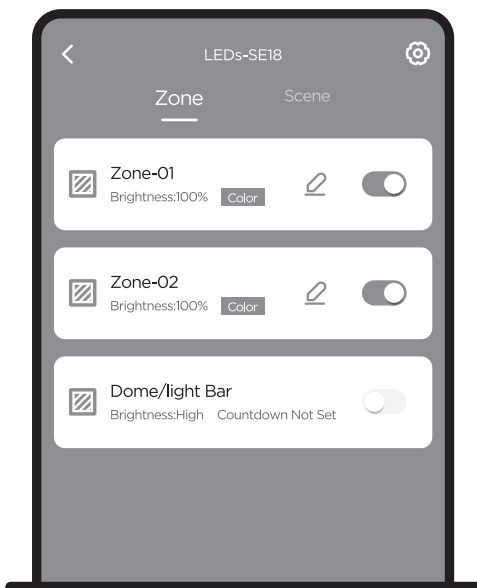 LEDs-SE18
Zone Scene
Zone-01
Brightness:100% Color
Zone-02
Brightness:100% Color
Dome/light Bar
Brightness:High Countdown Not Set